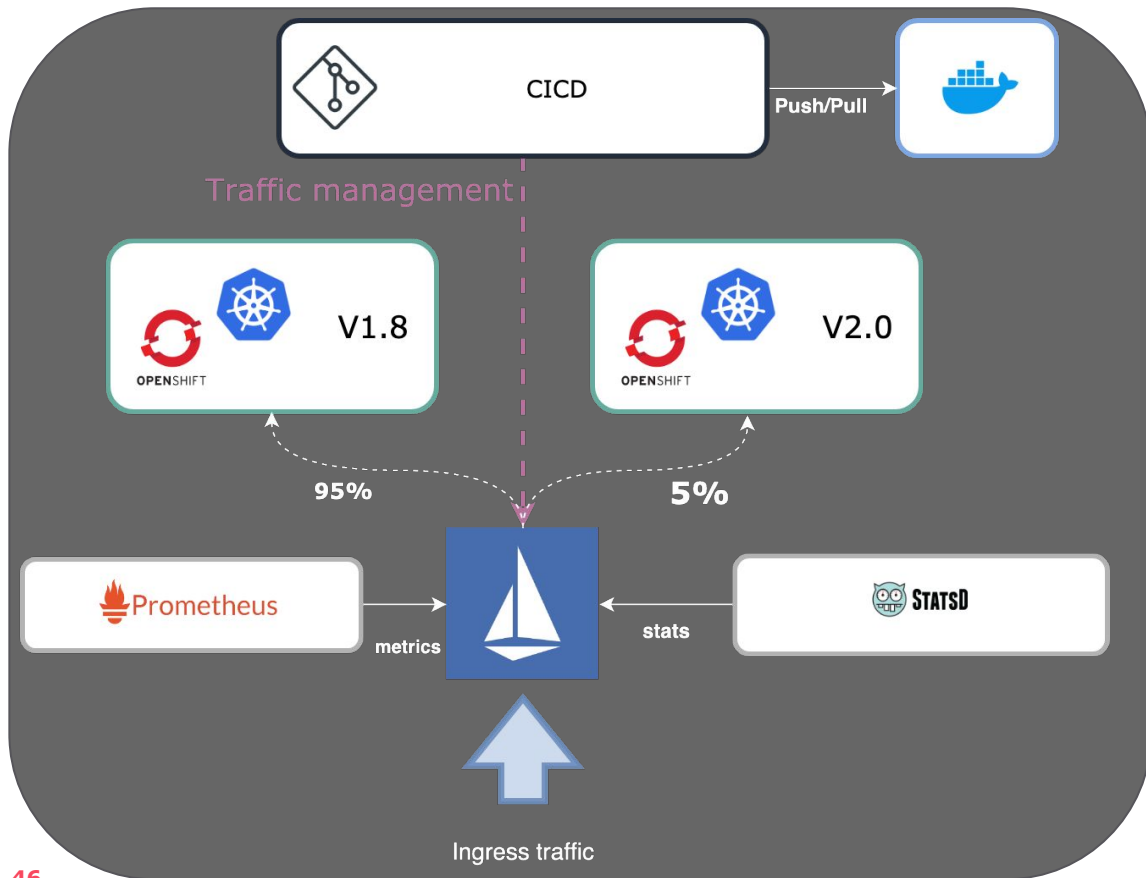 CICD
Push/Pull
Traffic management
V1.8
OPENSHIFT
V2.0
OPENSHIFT
95%
5%
Prometheus
metrics
stats
STATSD
Ingress traffic
46